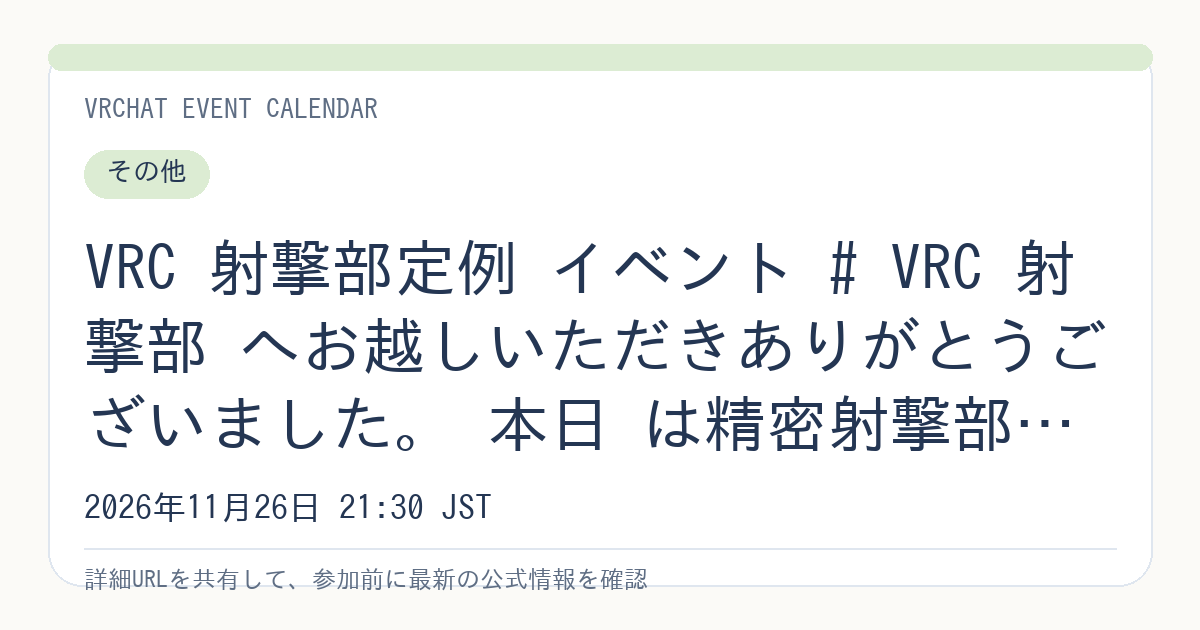 VRCHAT EVENT CALENDAR
その他
VRC 射撃部定例 イベント # VRC 射
撃部 へお越しいただきありがとうご
ざいました。 本日 は精密射撃部…
2026年11月26日 21:30 JST
詳細URLを共有して、参加前に最新の公式情報を確認